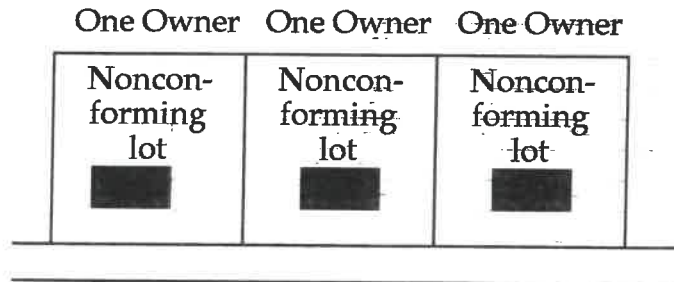 One Owner One Owner One Owner
Noncon- Noncon- Noncon-
forming forming forming
lot lot lot